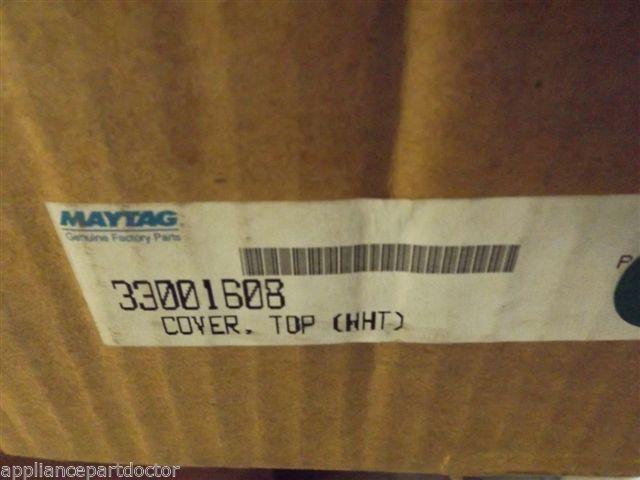 MAYTAG
Genuine Factory Parts
33001608
COVER, TOP (WHT)
P
appliancepartdoctor